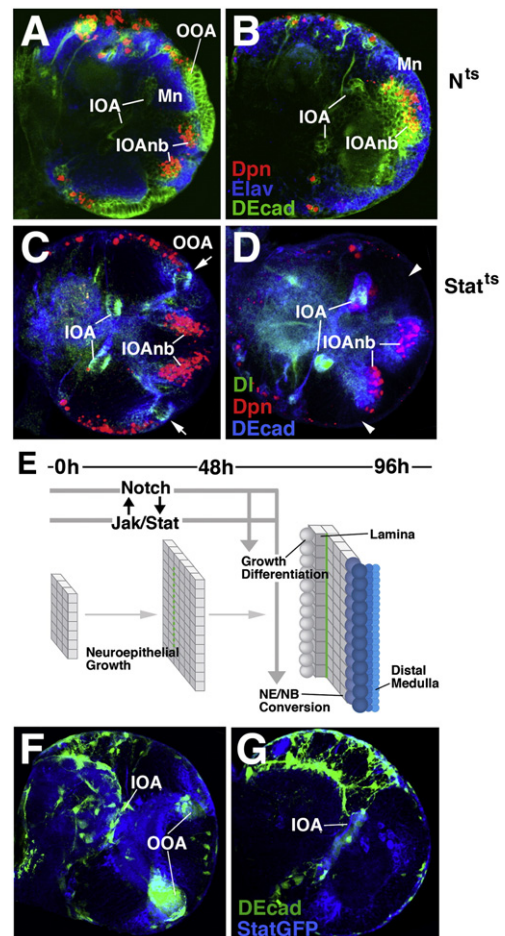 A
OOA
IOA
Mn
IOAnb
B
Mn
IOA
IOAnb
Dpn
Elav
DEcad
N^ts
C
OOA
IOA
IOAnb
D
IOA
IOAnb
Dl
Dpn
DEcad
Stat^ts
E
0h
48h
96h
Notch
Jak/Stat
Growth
Differentiation
Lamina
Neuroepithelial
Growth
NE/NB
Conversion
Distal
Medulla
F
IOA
OOA
G
IOA
DEcad
StatGFP